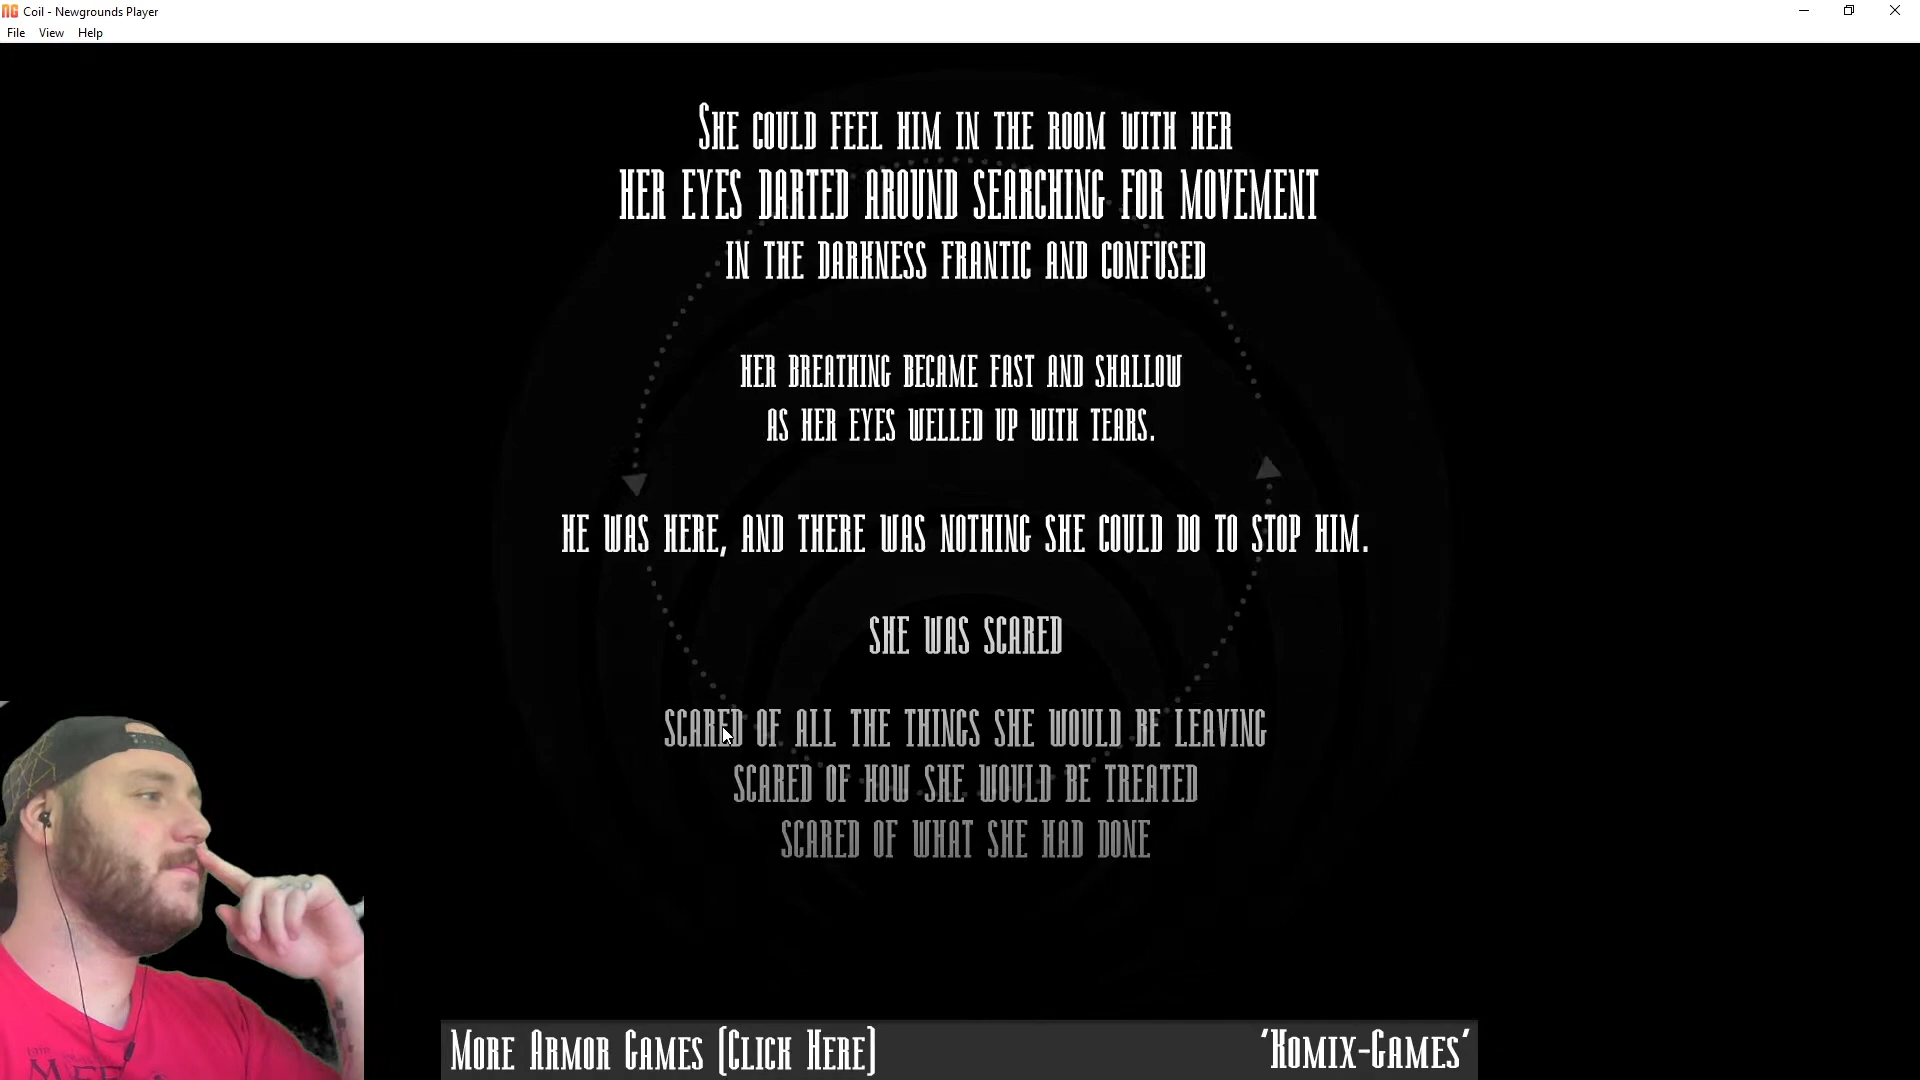 Coil - Newgrounds Player
File View Help
She could feel him in the room with her
her eyes darted around searching for movement
in the darkness frantic and confused
her breathing became fast and shallow
as her eyes welled up with tears.
he was here, and there was nothing she could do to stop him.
she was scared
scared of all the things she would be leaving
scared of how she would be treated
scared of what she had done
More Armor Games (Click Here)
'Komix-Games'